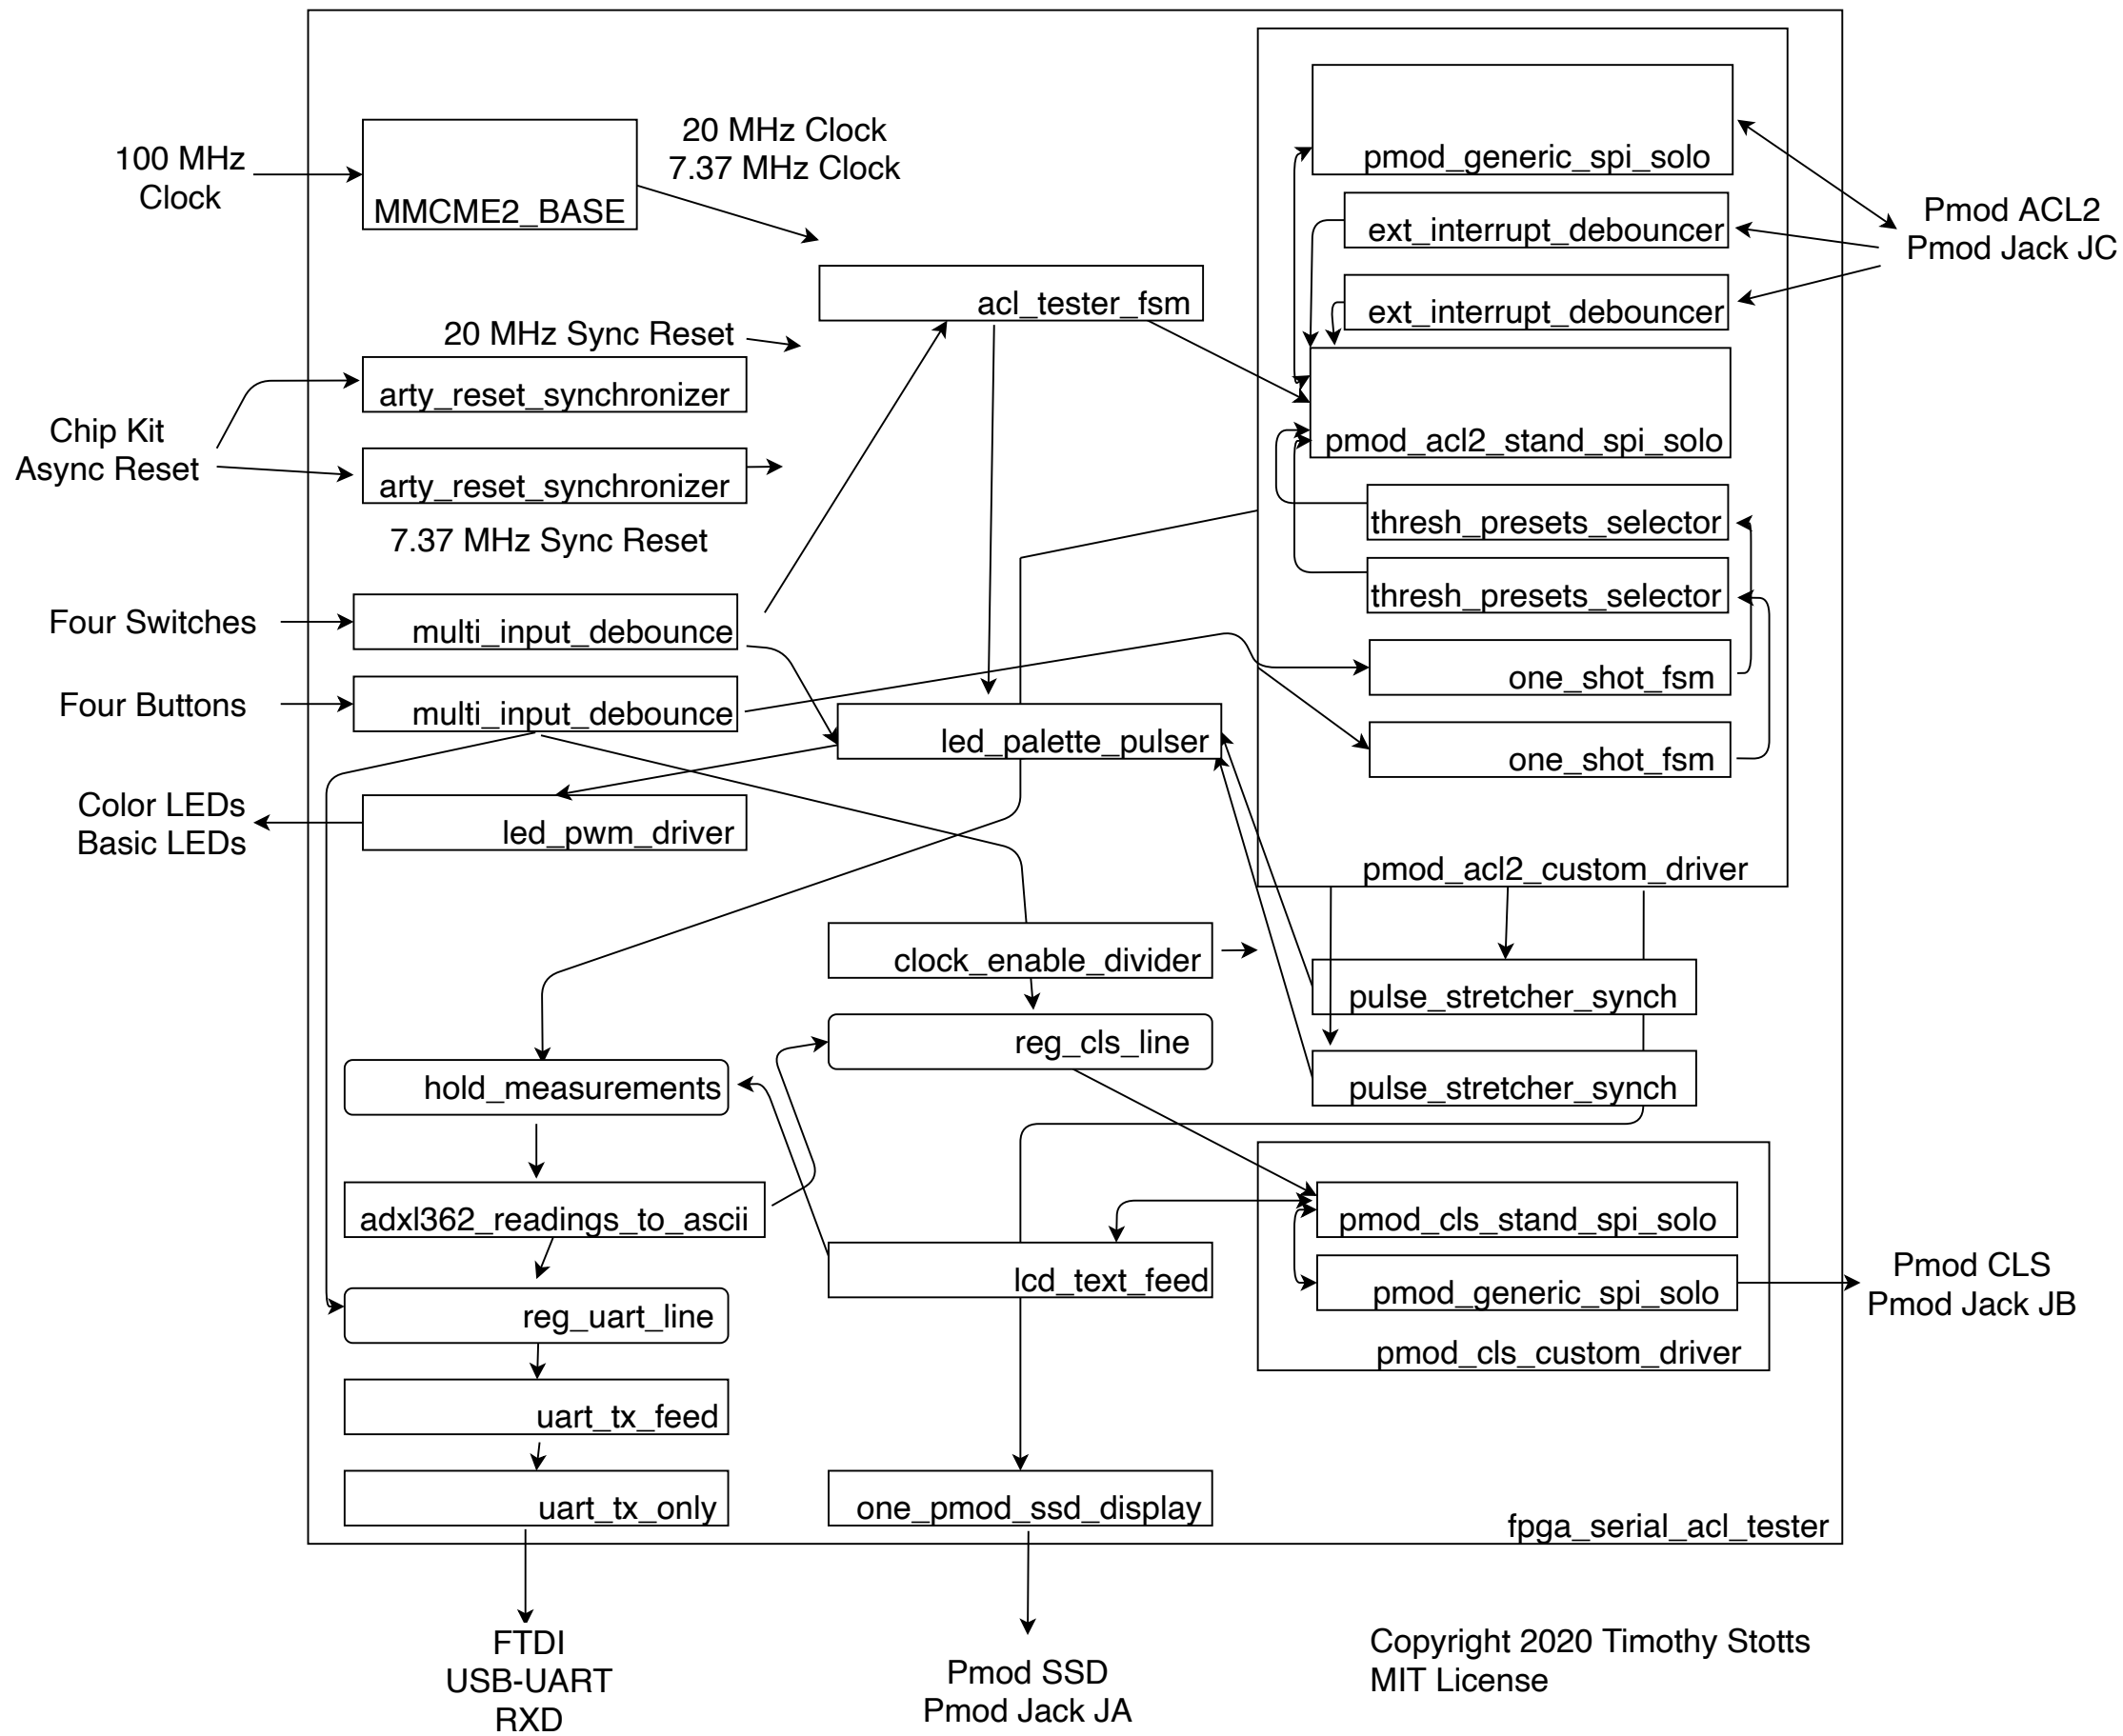 100 MHz
Clock
MMCME2_BASE
20 MHz Clock
7.37 MHz Clock
acl_tester_fsm
20 MHz Sync Reset
arty_reset_synchronizer
Chip Kit
Async Reset
arty_reset_synchronizer
7.37 MHz Sync Reset
Four Switches
multi_input_debounce
Four Buttons
multi_input_debounce
led_palette_pulser
Color LEDs
Basic LEDs
led_pwm_driver
pmod_generic_spi_solo
ext_interrupt_debouncer
ext_interrupt_debouncer
Pmod ACL2
Pmod Jack JC
pmod_acl2_stand_spi_solo
thresh_presets_selector
thresh_presets_selector
one_shot_fsm
one_shot_fsm
pmod_acl2_custom_driver
clock_enable_divider
pulse_stretcher_synch
reg_cls_line
pulse_stretcher_synch
hold_measurements
adxl362_readings_to_ascii
lcd_text_feed
pmod_cls_stand_spi_solo
pmod_generic_spi_solo
pmod_cls_custom_driver
Pmod CLS
Pmod Jack JB
reg_uart_line
uart_tx_feed
uart_tx_only
one_pmod_ssd_display
fpga_serial_acl_tester
FTDI
USB-UART
RXD
Pmod SSD
Pmod Jack JA
Copyright 2020 Timothy Stotts
MIT License